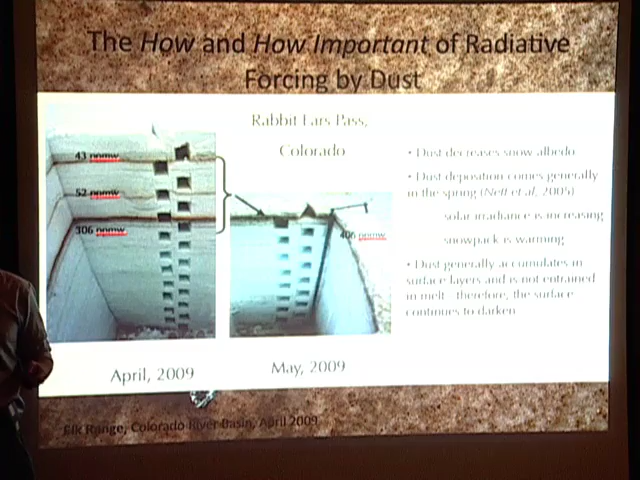 The How and How Important of Radiative
Forcing by Dust
Rabbit Ears Pass,
Colorado
43 ppmw
52 ppmw
306 ppmw
406 ppmw
• Dust decreases snow albedo
• Dust deposition comes generally
in the spring (Neff et al, 2005)
solar irradiance is increasing
snowpack is warming
• Dust generally accumulates in
surface layers and is not entrained
in melt therefore, the surface
continues to darken
April, 2009
May, 2009
Elk Range, Colorado River Basin, April 2009